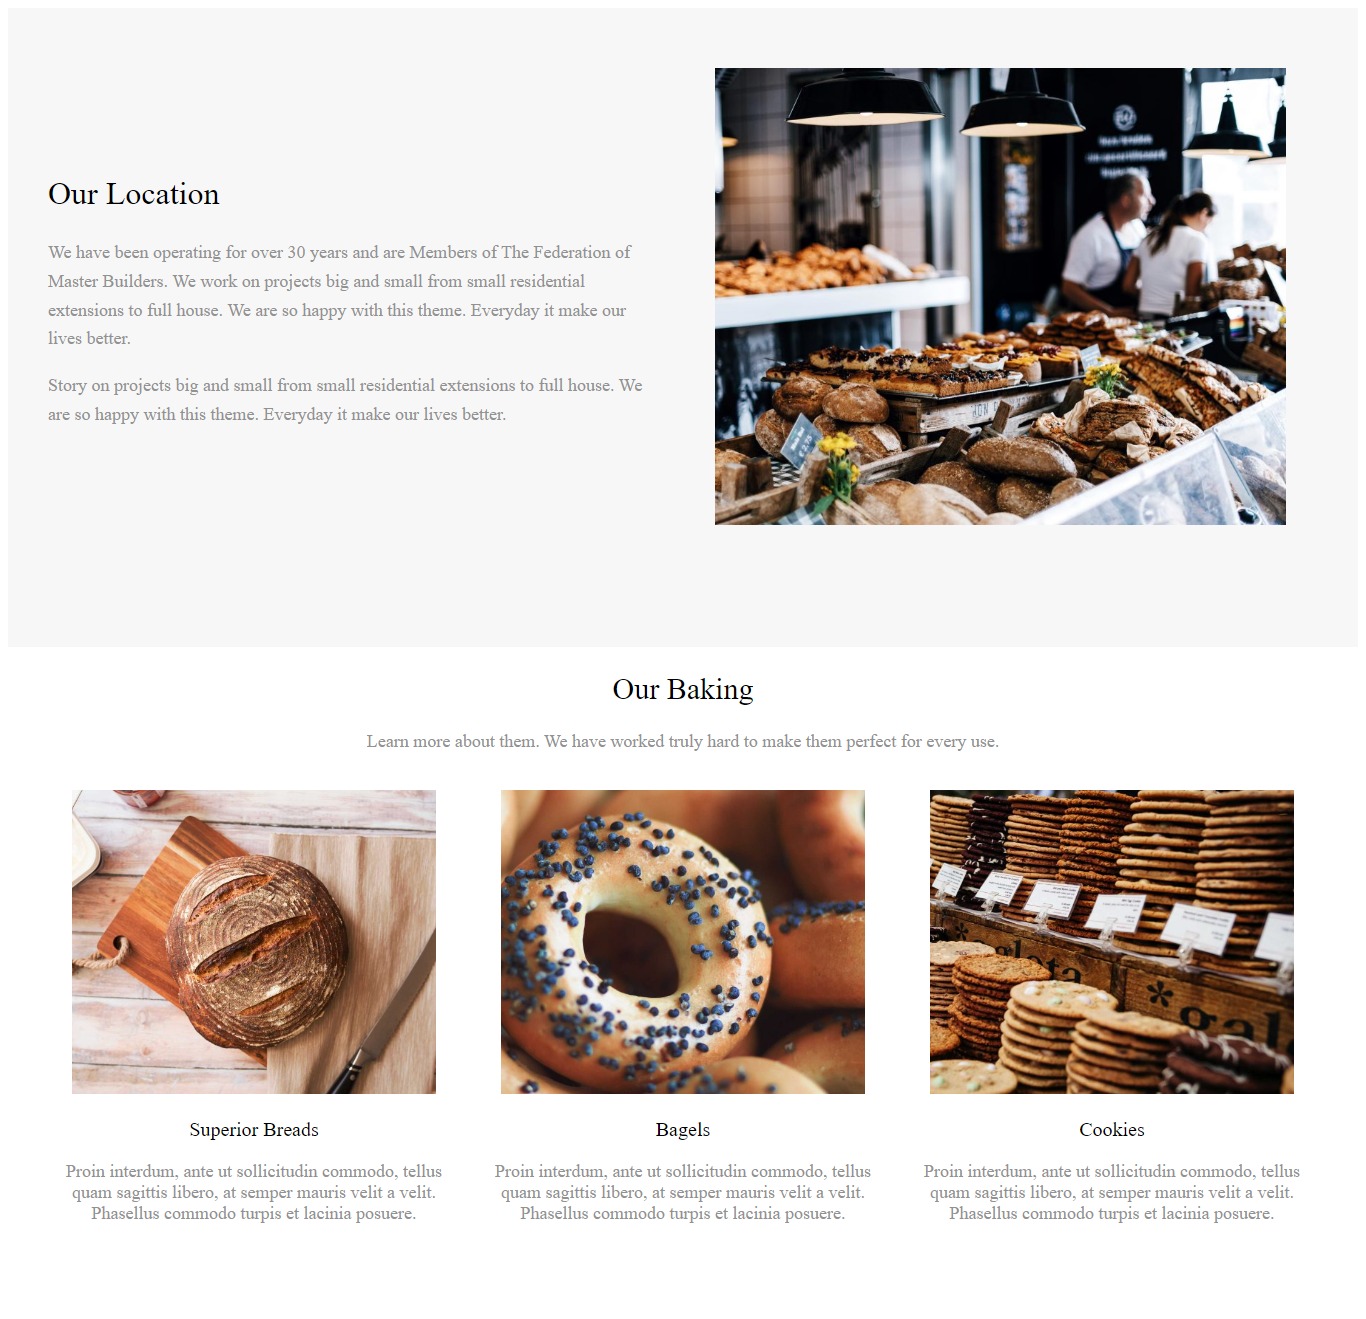 Our Location
We have been operating for over 30 years and are Members of The Federation of
Master Builders. We work on projects big and small from small residential
extensions to full house. We are so happy with this theme. Everyday it make our
lives better.
Story on projects big and small from small residential extensions to full house. We
are so happy with this theme. Everyday it make our lives better.
Our Baking
Learn more about them. We have worked truly hard to make them perfect for every use.
*gal
Superior Breads
Proin interdum, ante ut sollicitudin commodo, tellus
quam sagittis libero, at semper mauris velit a velit.
Phasellus commodo turpis et lacinia posuere.
Bagels
Proin interdum, ante ut sollicitudin commodo, tellus
quam sagittis libero, at semper mauris velit a velit.
Phasellus commodo turpis et lacinia posuere.
Cookies
Proin interdum, ante ut sollicitudin commodo, tellus
quam sagittis libero, at semper mauris velit a velit.
Phasellus commodo turpis et lacinia posuere.